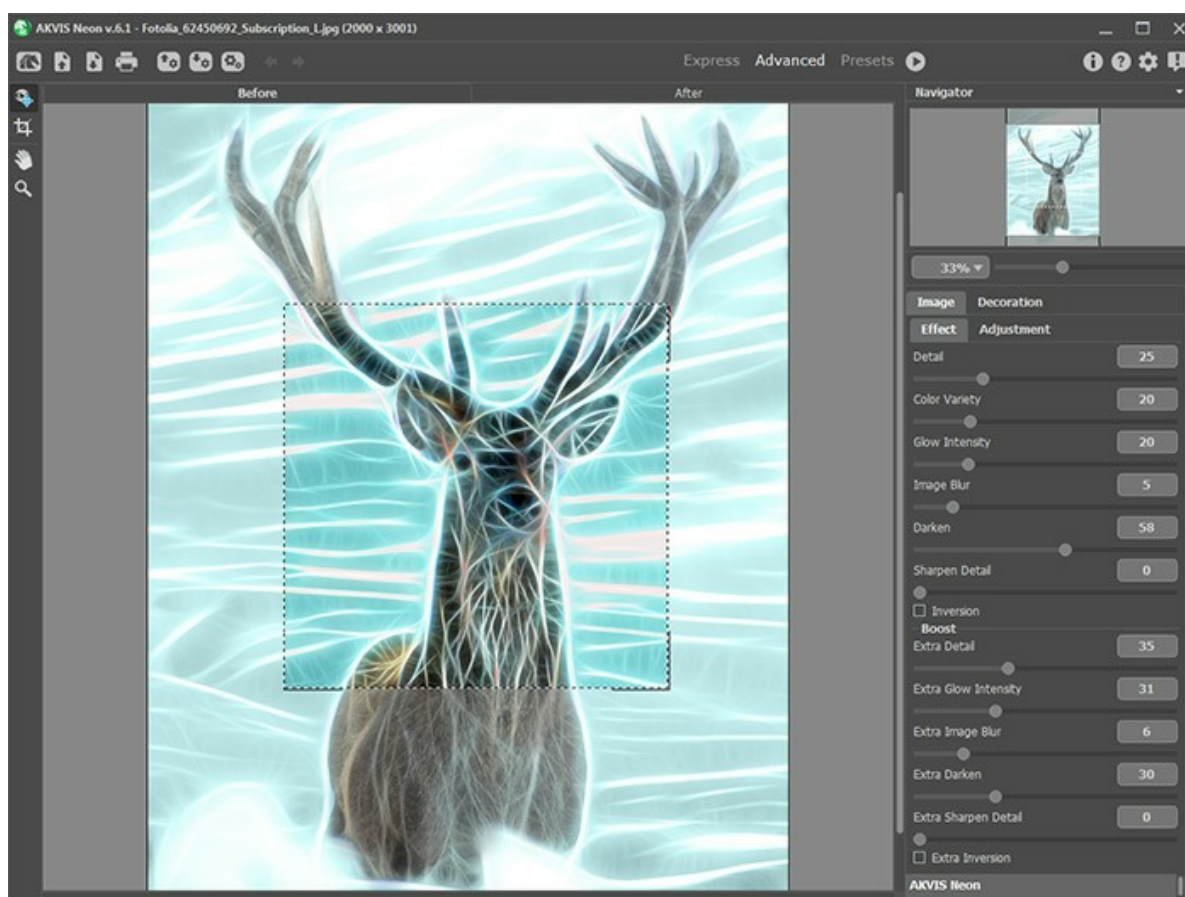 AKVIS Neon v.6.1 - Fotolia_62450692_Subscription_L.jpg (2000 x 3001)
Express Advanced Presets
Before After
Navigator
33%
Image Decoration
Effect Adjustment
Detail 25
Color Variety 20
Glow Intensity 20
Image Blur 5
Darken 58
Sharpen Detail 0
Inversion
Boost
Extra Detail 35
Extra Glow Intensity 31
Extra Image Blur 6
Extra Darken 30
Extra Sharpen Detail 0
Extra Inversion
AKVIS Neon